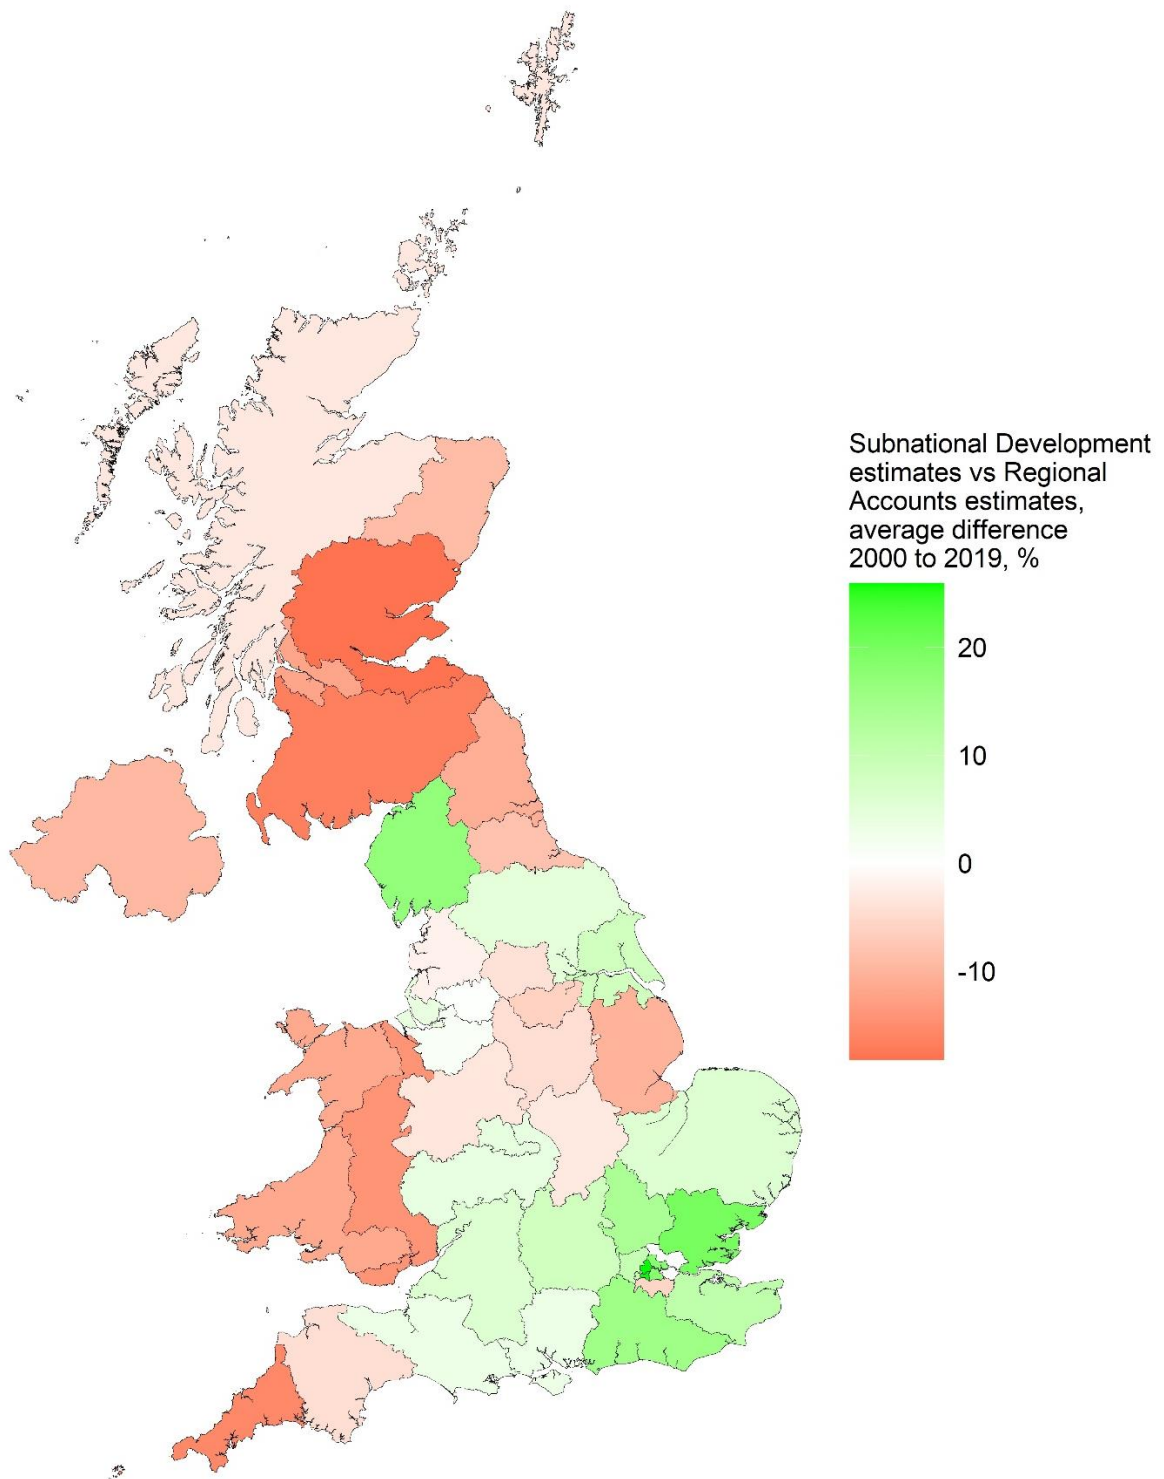 Subnational Development
estimates vs Regional
Accounts estimates,
average difference
2000 to 2019, %
20
10
0
-10